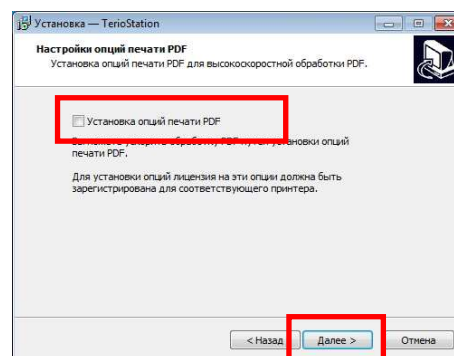 Установка — TerioStation
Настройки опций печати PDF
Установка опций печати PDF для высокоскоростной обработки PDF.
Установка опций печати PDF
обработку PDF путем установки опций
печати PDF.
Для установки опций лицензия на эти опции должна быть
зарегистрирована для соответствующего принтера.
< Назад
Далее >
Отмена